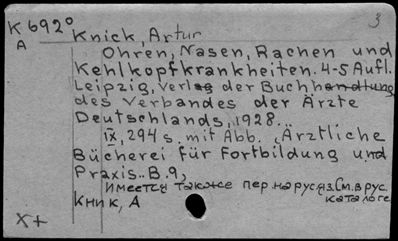 K 692⁰ 3
A Knick, Artur
Ohren, Nasen, Rachen und
Kehlkopfkrankheiten. 4-5 Aufl.
Leipzig, Verlag der Buchhandlung
des Verbandes der Ärzte
Deutschlands, 1928.
IX, 294 s. mit Abb. Ärztliche
Bücherei für Fortbildung und
Praxis.. B. 9,
Имеется также пер на рус яз. См. в рус.
Кник, А каталоге
X+